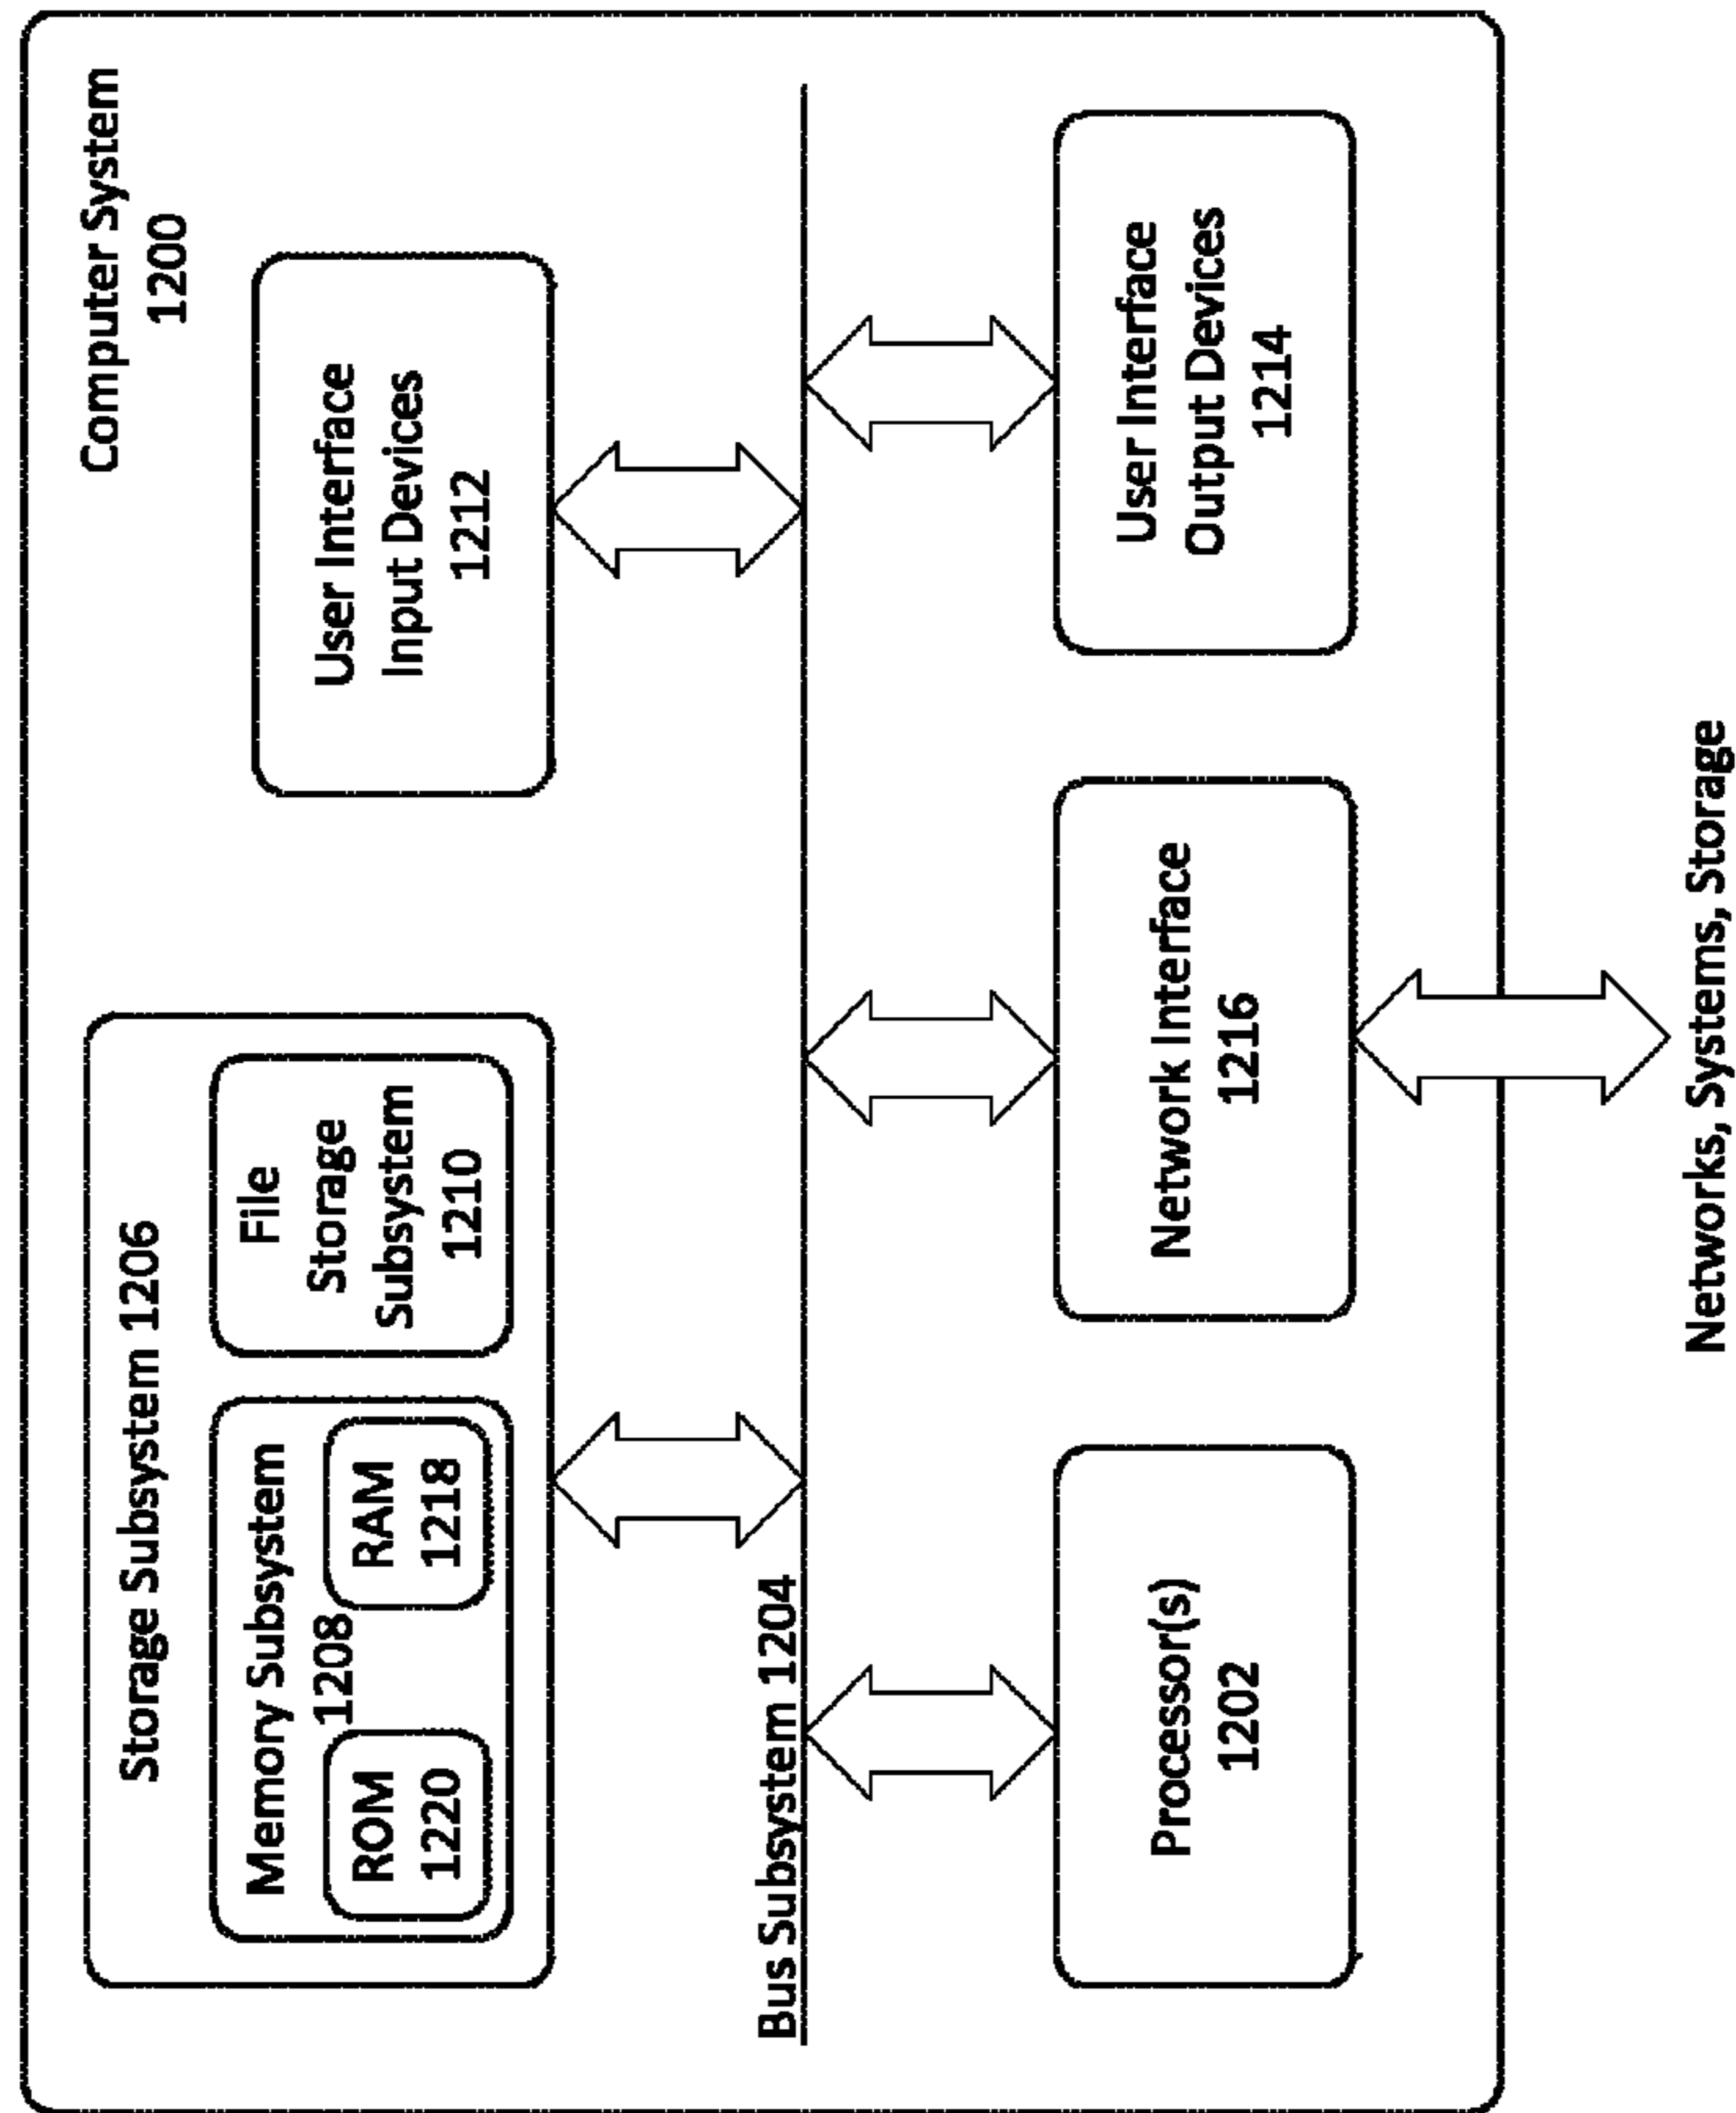 Computer System
1200
Storage Subsystem 1206
Memory Subsystem
1208
ROM
1220
RAM
1218
File
Storage
Subsystem
1210
User Interface
Input Devices
1212
Bus Subsystem 1204
Processor(s)
1202
Network Interface
1216
User Interface
Output Devices
1214
Networks, Systems, Storage